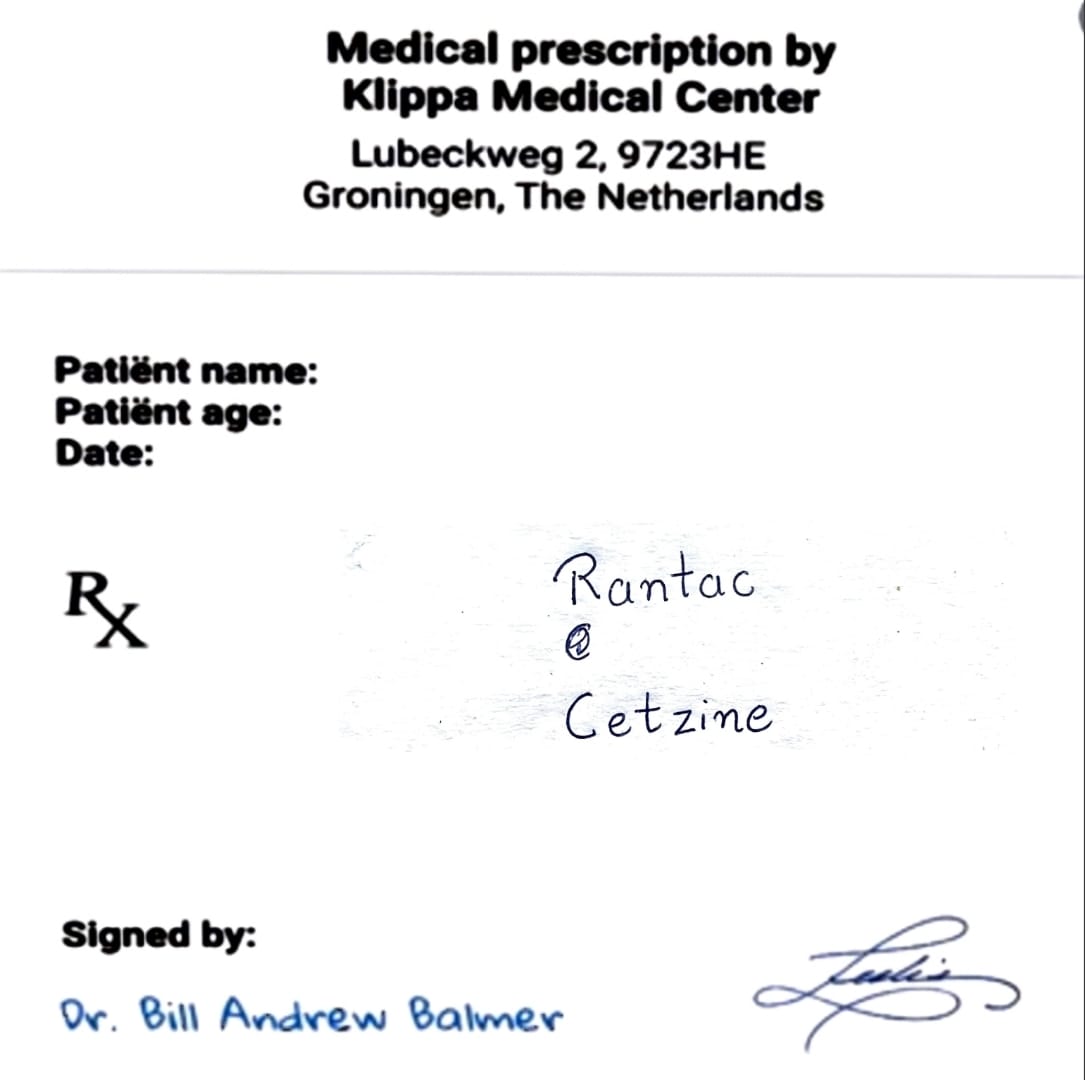 Medical prescription by
Klippa Medical Center
Lubeckweg 2, 9723HE
Groningen, The Netherlands
Patiënt name:
Patiënt age:
Date:
Rx
Rantac
Cetzine
Signed by:
Dr. Bill Andrew Balmer